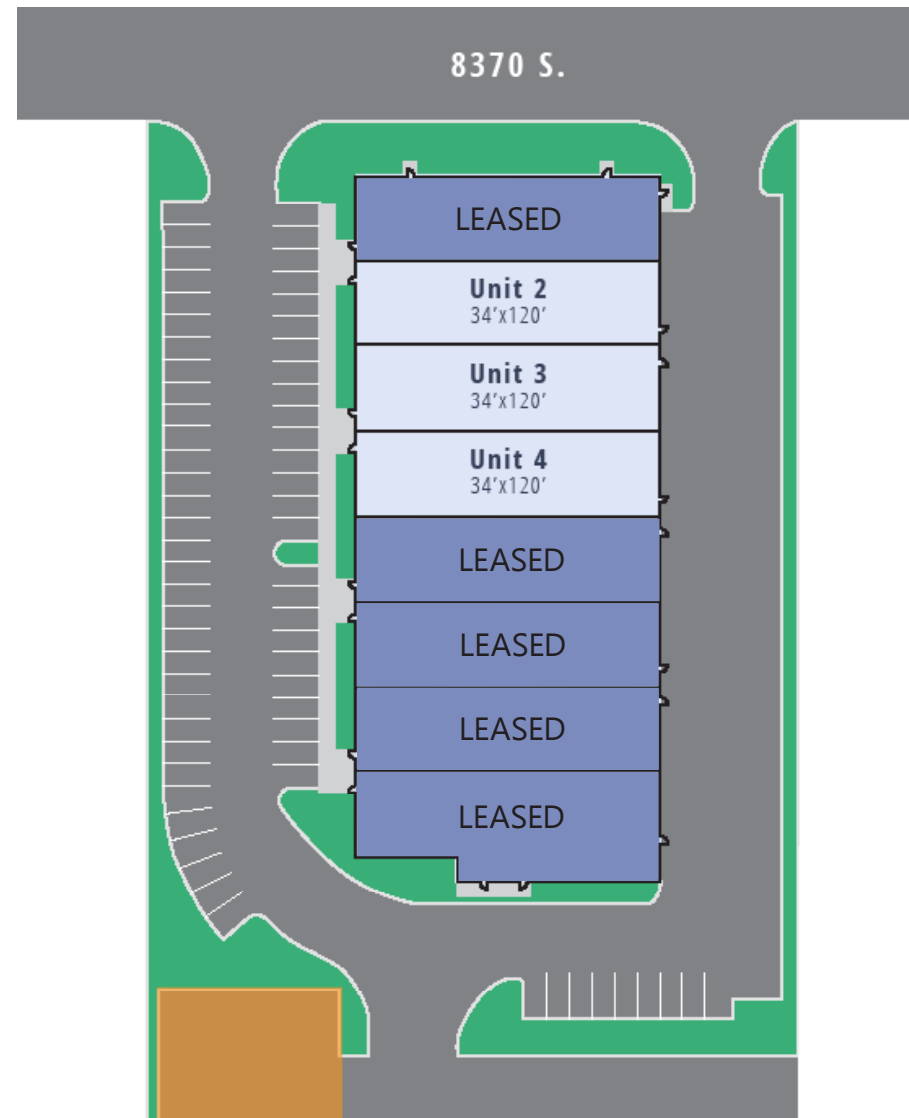 8370 S.
LEASED
Unit 2
34'x120'
Unit 3
34'x120'
Unit 4
34'x120'
LEASED
LEASED
LEASED
LEASED